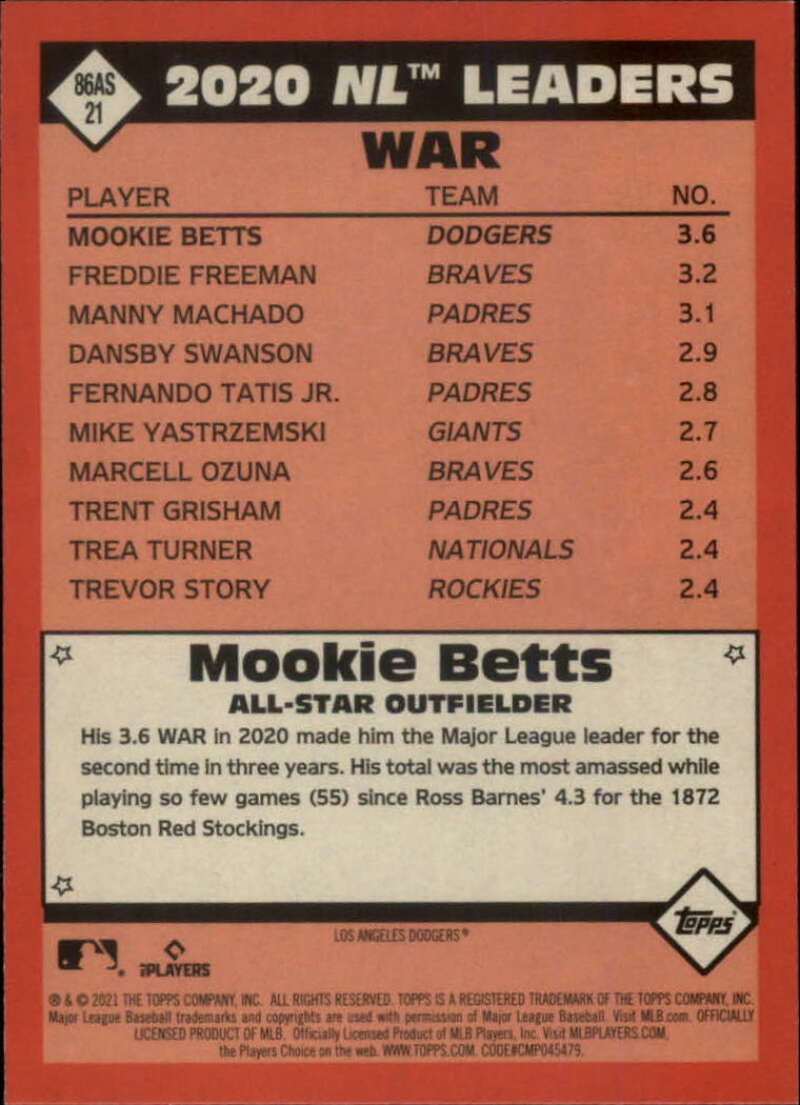 86AS
21
2020 NL™ LEADERS
WAR
PLAYER TEAM NO.
MOOKIE BETTS DODGERS 3.6
FREDDIE FREEMAN BRAVES 3.2
MANNY MACHADO PADRES 3.1
DANSBY SWANSON BRAVES 2.9
FERNANDO TATIS JR. PADRES 2.8
MIKE YASTRZEMSKI GIANTS 2.7
MARCELL OZUNA BRAVES 2.6
TRENT GRISHAM PADRES 2.4
TREA TURNER NATIONALS 2.4
TREVOR STORY ROCKIES 2.4
Mookie Betts
ALL-STAR OUTFIELDER
His 3.6 WAR in 2020 made him the Major League leader for the
second time in three years. His total was the most amassed while
playing so few games (55) since Ross Barnes' 4.3 for the 1872
Boston Red Stockings.
topps®
LOS ANGELES DODGERS®
PLAYERS
® & © 2021 THE TOPPS COMPANY, INC. ALL RIGHTS RESERVED. TOPPS IS A REGISTERED TRADEMARK OF THE TOPPS COMPANY, INC.
Major League Baseball trademarks and copyrights are used with permission of Major League Baseball. Visit MLB.com. OFFICIALLY
LICENSED PRODUCT OF MLB. Officially Licensed Product of MLB Players, Inc. Visit MLBPLAYERS.COM,
the Players Choice on the web. WWW.TOPPS.COM. CODE#CMP045479.